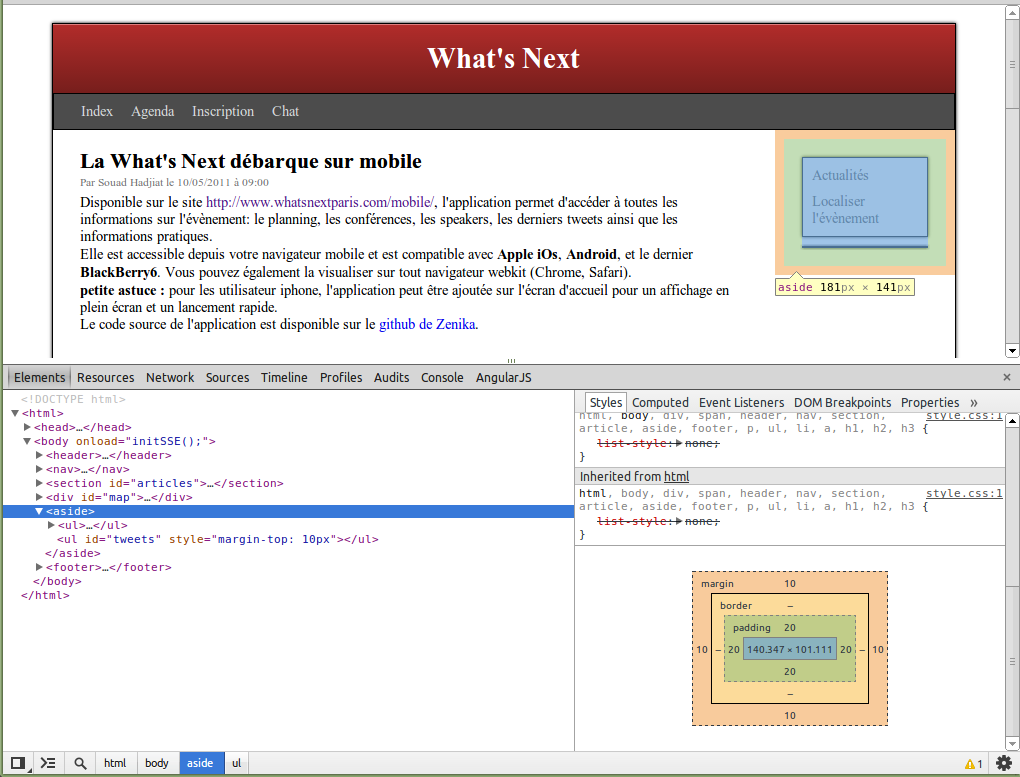 What's Next
Index Agenda Inscription Chat
La What's Next débarque sur mobile
Par Souad Hadjiat le 10/05/2011 à 09:00
Disponible sur le site http://www.whatsnextparis.com/mobile/, l'application permet d'accéder à toutes les
informations sur l'évènement: le planning, les conférences, les speakers, les derniers tweets ainsi que les
informations pratiques.
Elle est accessible depuis votre navigateur mobile et est compatible avec Apple iOs, Android, et le dernier
BlackBerry6. Vous pouvez également la visualiser sur tout navigateur webkit (Chrome, Safari).
petite astuce : pour les utilisateur iphone, l'application peut être ajoutée sur l'écran d'accueil pour un affichage en
plein écran et un lancement rapide.
Le code source de l'application est disponible sur le github de Zenika.
Actualités
Localiser
l'évènement
aside 181px × 141px
Elements Resources Network Sources Timeline Profiles Audits Console AngularJS ×
<!DOCTYPE html>
<html>
<head>…</head>
<body onload="initSSE();">
<header>…</header>
<nav>…</nav>
<section id="articles">…</section>
<div id="map">…</div>
<aside>
<ul>…</ul>
<ul id="tweets" style="margin-top: 10px"></ul>
</aside>
<footer>…</footer>
</body>
</html>
Styles Computed Event Listeners DOM Breakpoints Properties »
html, body, div, span, header, nav, section, style.css:1
article, aside, footer, p, ul, li, a, h1, h2, h3 {
list-style: none;
}
Inherited from html
html, body, div, span, header, nav, section, style.css:1
article, aside, footer, p, ul, li, a, h1, h2, h3 {
list-style: none;
}
margin 10
border –
padding 20
10 – 20 140.347 × 101.111 20 – 10
20
–
10
html body aside ul 1